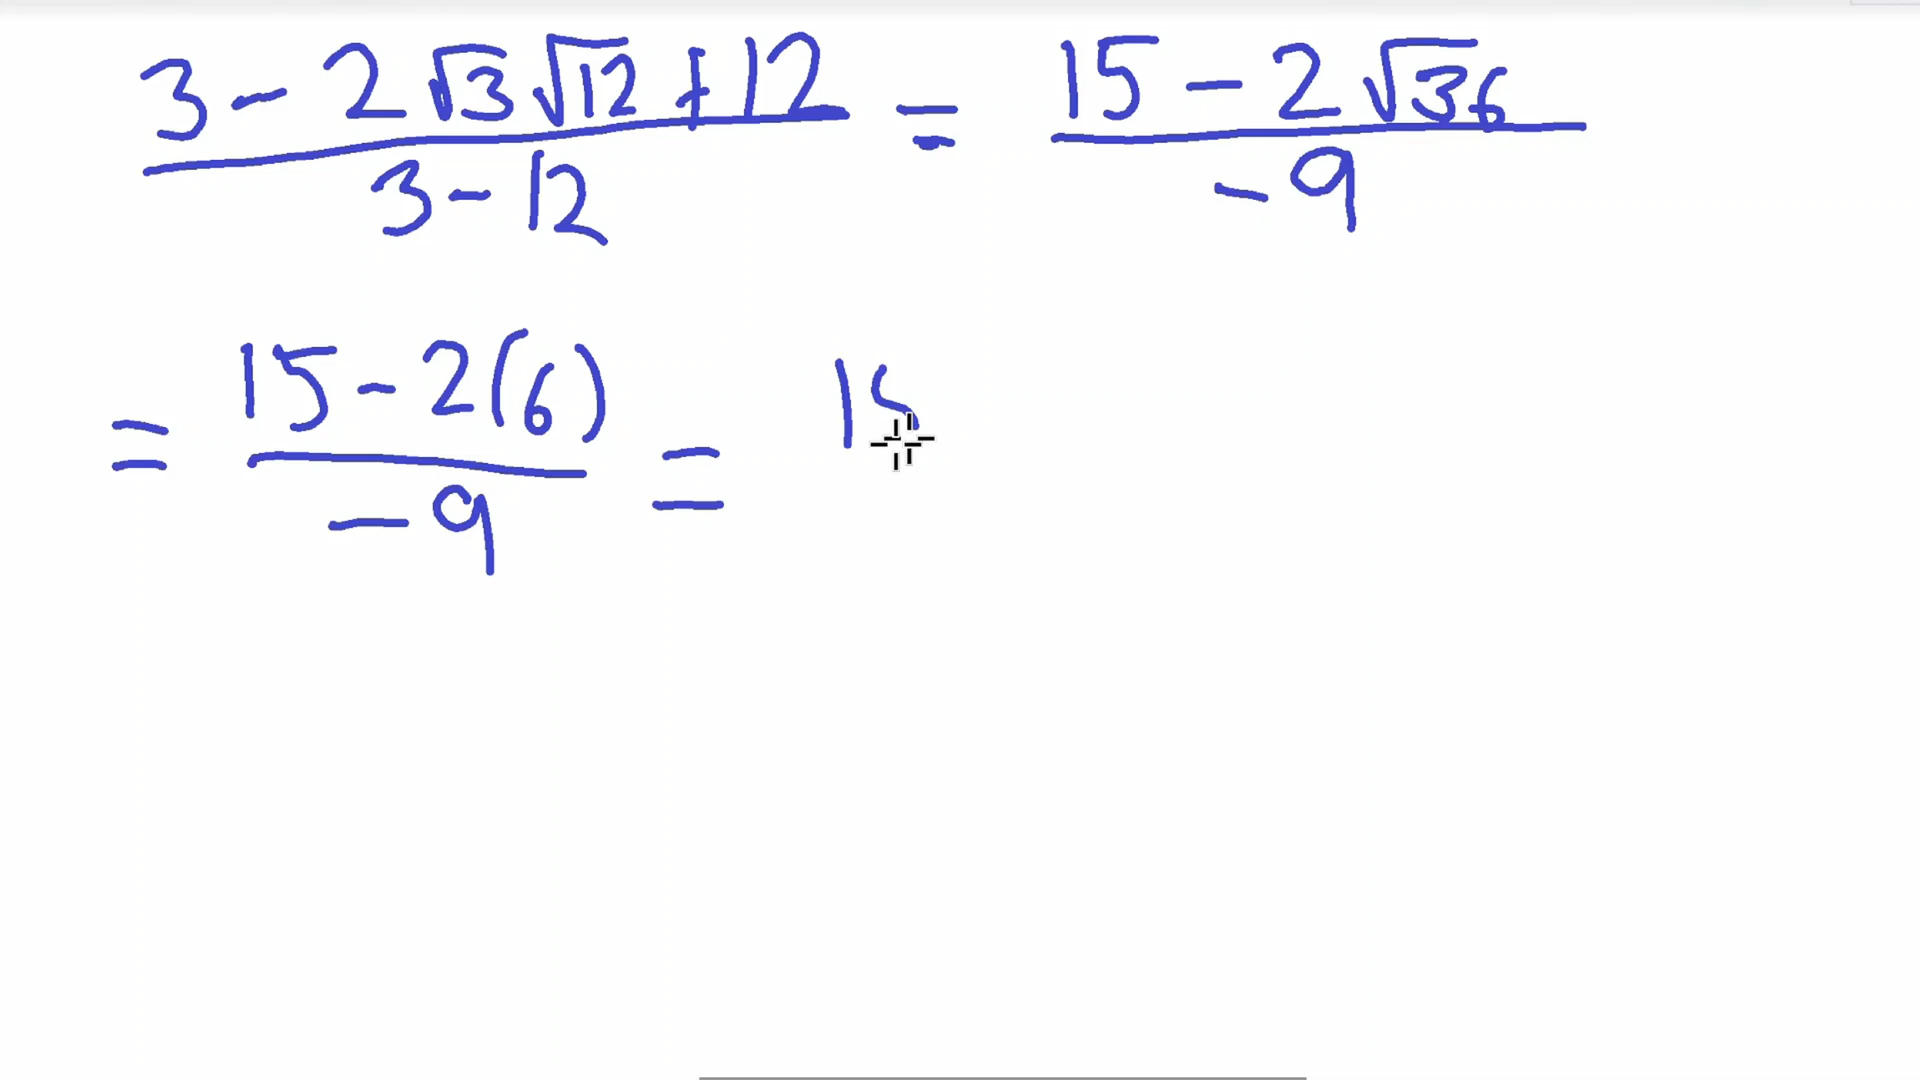 3 - 2√3√12 + 12 = 15 - 2√36
3 - 12 - 9
= 15 - 2(6) = 15
- 9